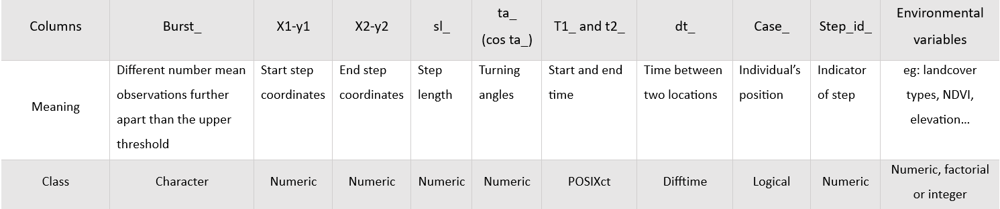 Columns
Burst_
X1-y1
X2-y2
sl_
ta_
(cos ta_)
T1_ and t2_
dt_
Case_
Step_id_
Environmental
variables
Meaning
Different number mean
observations further
apart than the upper
threshold
Start step
coordinates
End step
coordinates
Step
length
Turning
angles
Start and end
time
Time between
two locations
Individual's
position
Indicator
of step
eg: landcover
types, NDVI,
elevation…
Class
Character
Numeric
Numeric
Numeric
Numeric
POSIXct
Difftime
Logical
Numeric
Numeric, factorial
or integer